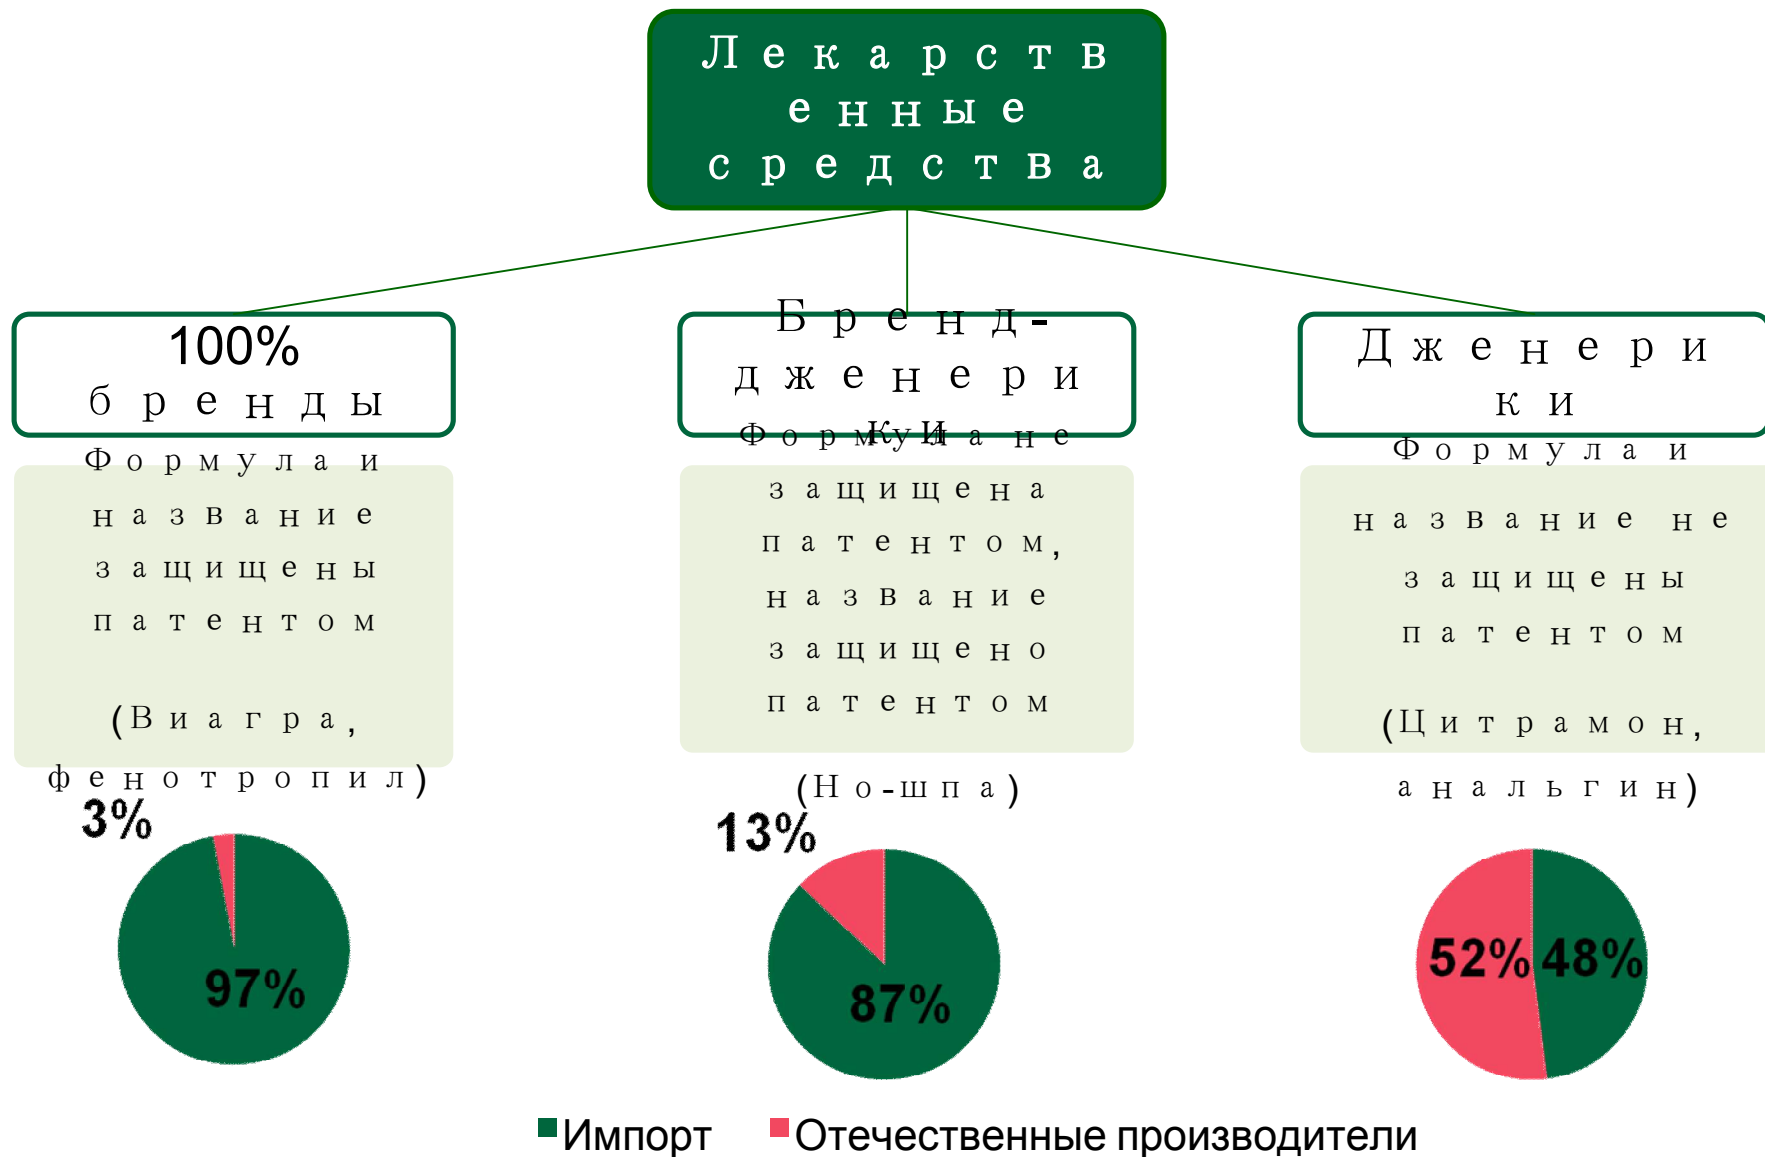 Лекарств
енные
средства
100%
бренды
Бренд-
дженери
ки
Дженери
ки
Формула и
название
защищены
патентом
(Виагра,
фенотропил)
Формула не
защищена
патентом,
название
защищено
патентом
(Но-шпа)
Формула и
название не
защищены
патентом
(Цитрамон,
анальгин)
3%
97%
13%
87%
52%
48%
Импорт
Отечественные производители